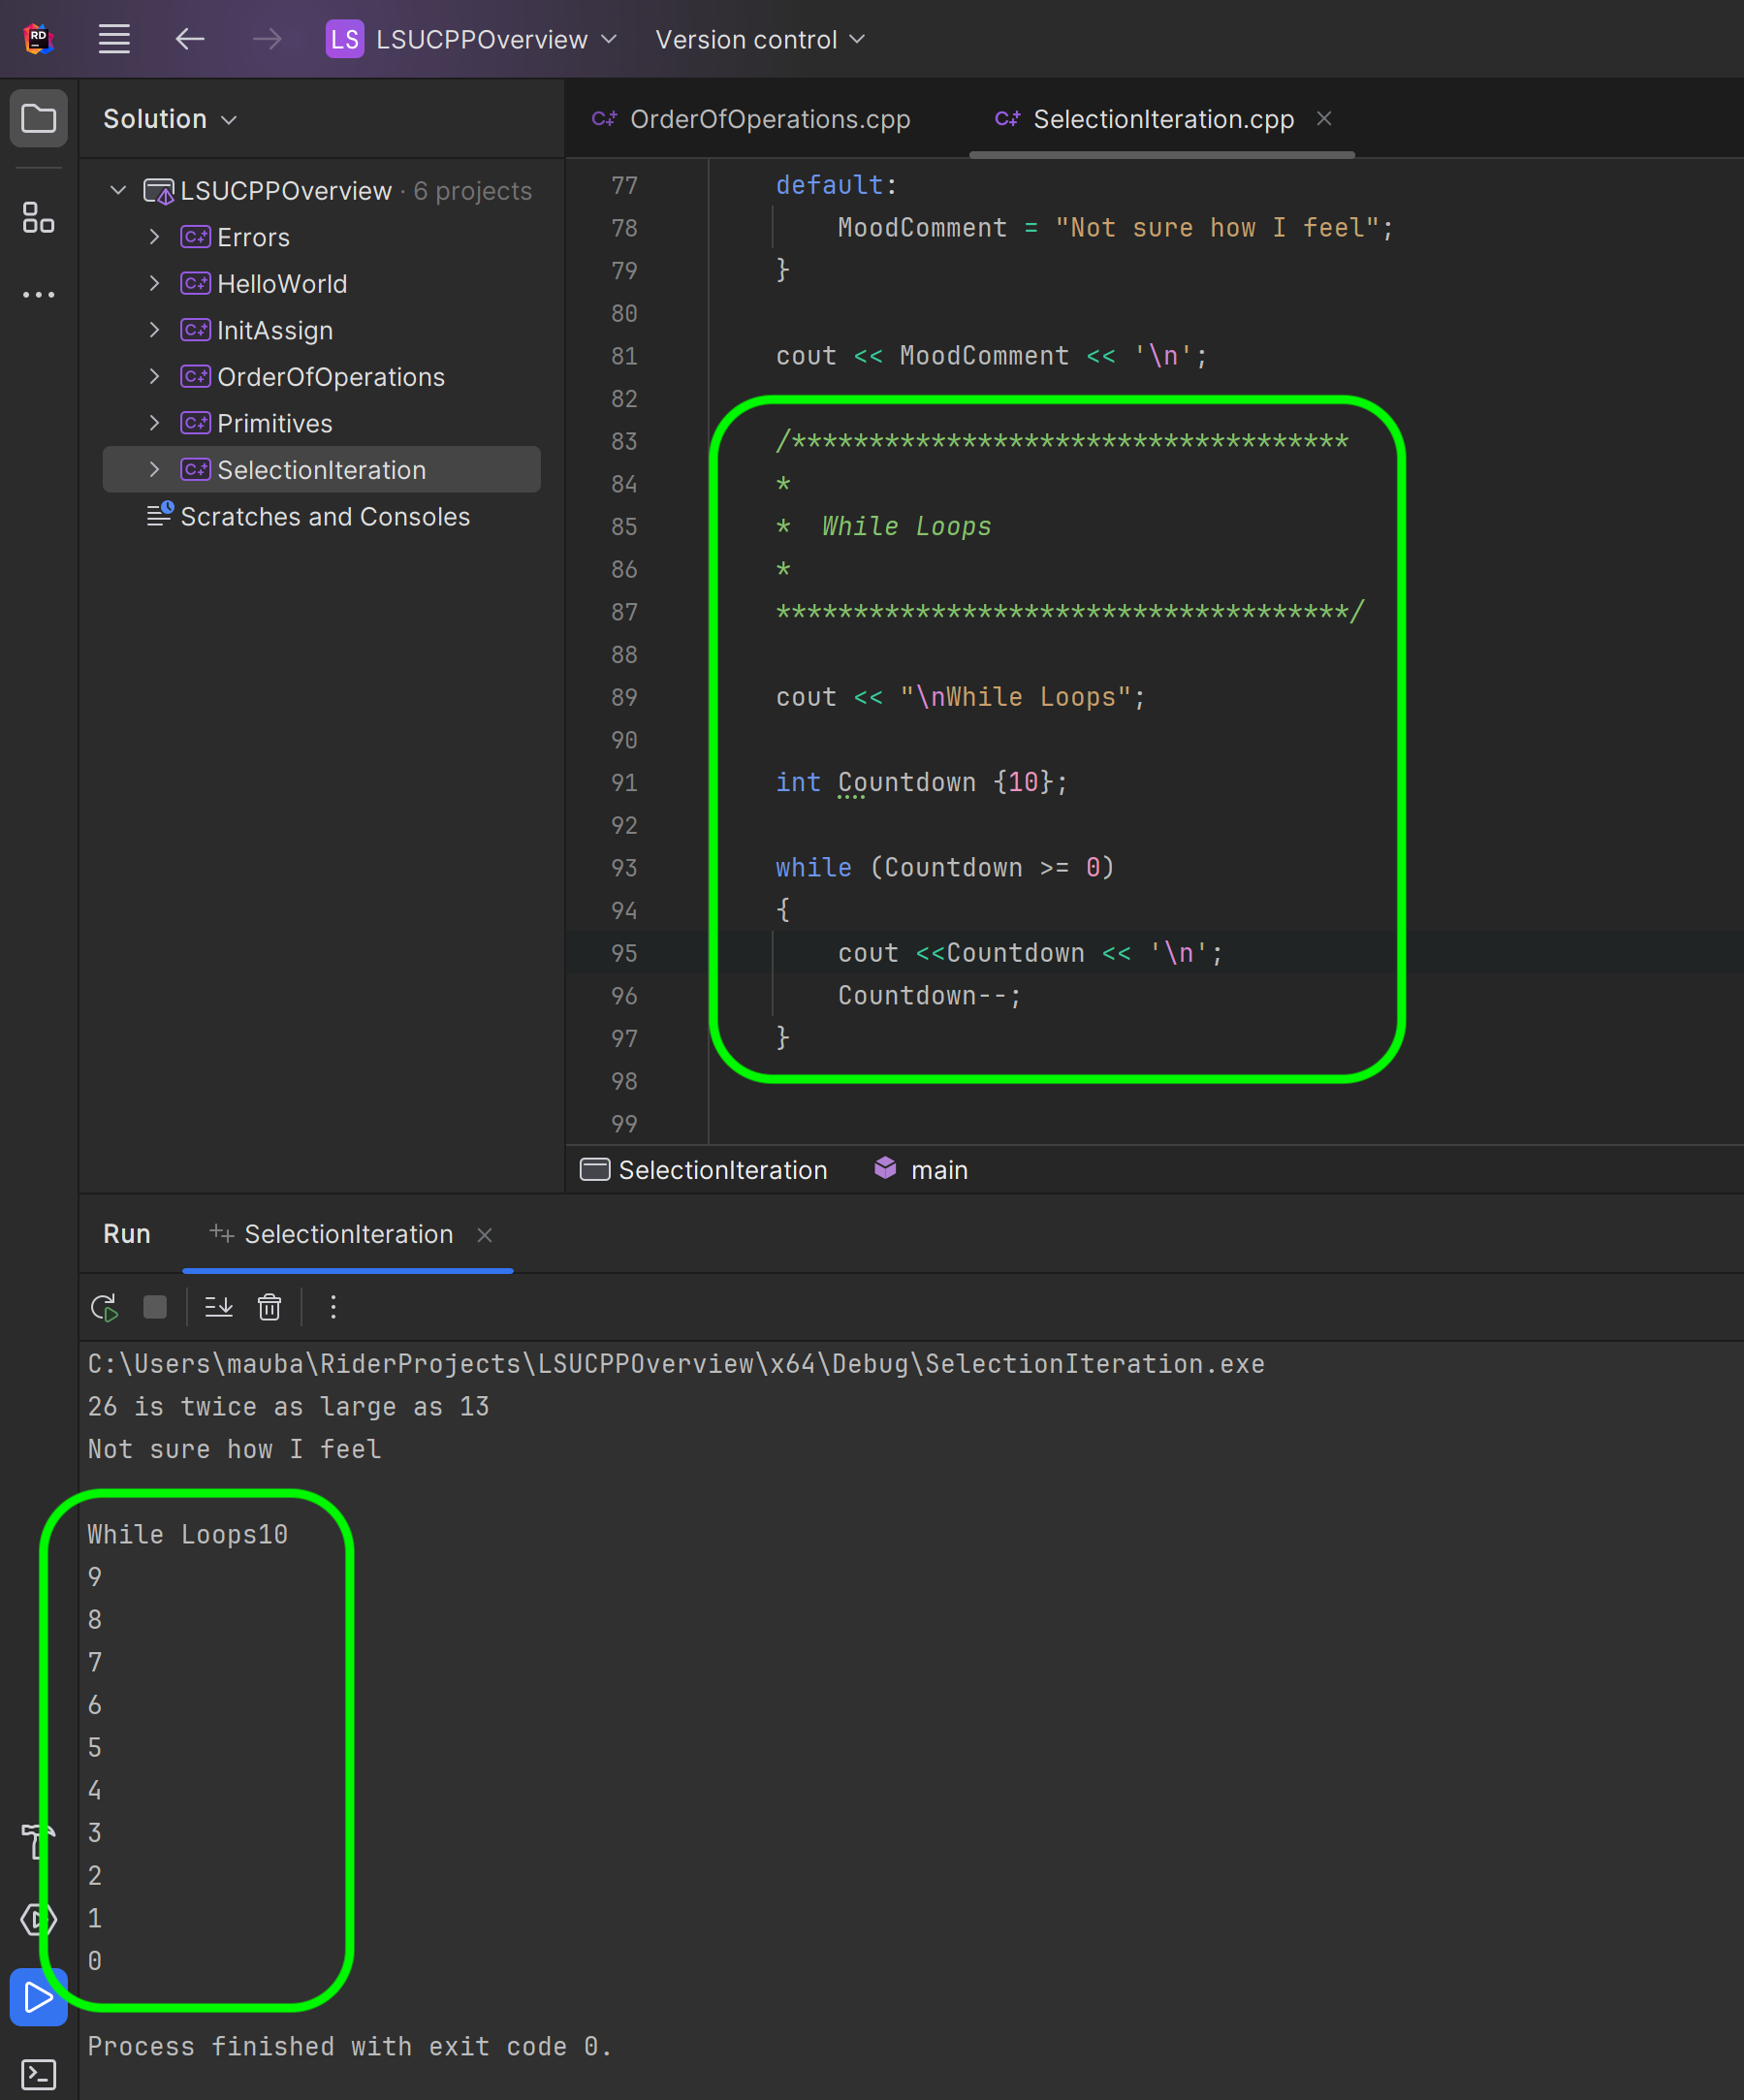 RD
LS LSUCPPOverview Version control
Solution
LSUCPPOverview · 6 projects
C++ Errors
C++ HelloWorld
C++ InitAssign
C++ OrderOfOperations
C++ Primitives
C++ SelectionIteration
Scratches and Consoles
C++ OrderOfOperations.cpp C++ SelectionIteration.cpp
77 default:
78 MoodComment = "Not sure how I feel";
79 }
80
81 cout << MoodComment << '\n';
82
83 /************************************
84 *
85 * While Loops
86 *
87 *************************************/
88
89 cout << "\nWhile Loops";
90
91 int Countdown {10};
92
93 while (Countdown >= 0)
94 {
95 cout <<Countdown << '\n';
96 Countdown--;
97 }
98
99
SelectionIteration main
Run SelectionIteration
C:\Users\mauba\RiderProjects\LSUCPPOverview\x64\Debug\SelectionIteration.exe
26 is twice as large as 13
Not sure how I feel
While Loops10
9
8
7
6
5
4
3
2
1
0
Process finished with exit code 0.